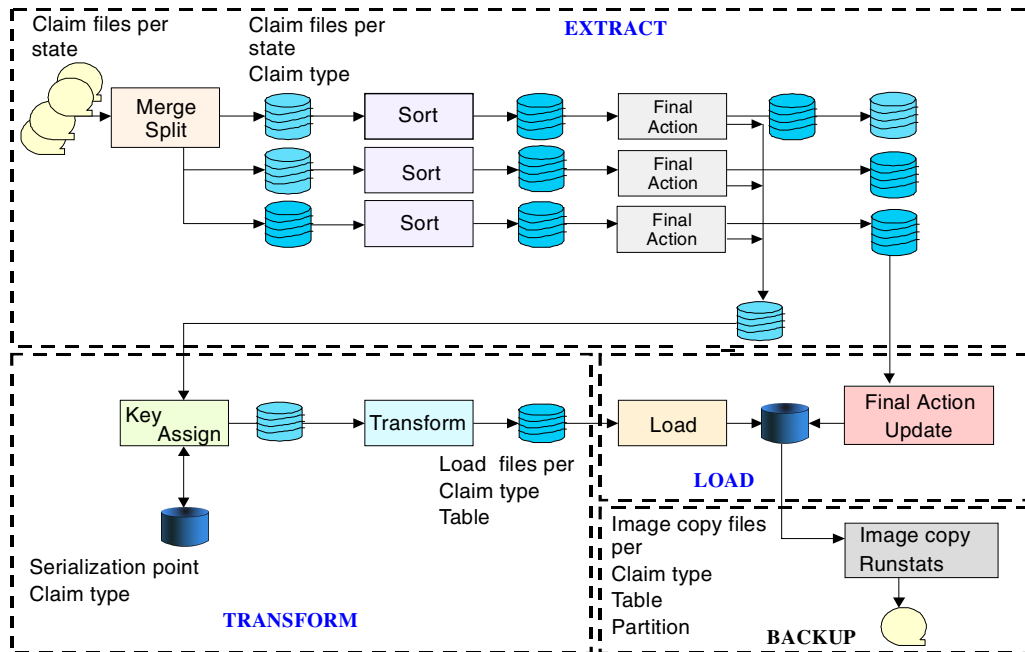 Claim files per
state
Claim files per
state
Claim type
EXTRACT
Merge
Split
Sort
Final
Action
Sort
Final
Action
Sort
Final
Action
Key
Assign
Transform
Load files per
Claim type
Table
Serialization point
Claim type
TRANSFORM
Load
Final Action
Update
LOAD
Image copy files
per
Claim type
Table
Partition
Image copy
Runstats
BACKUP